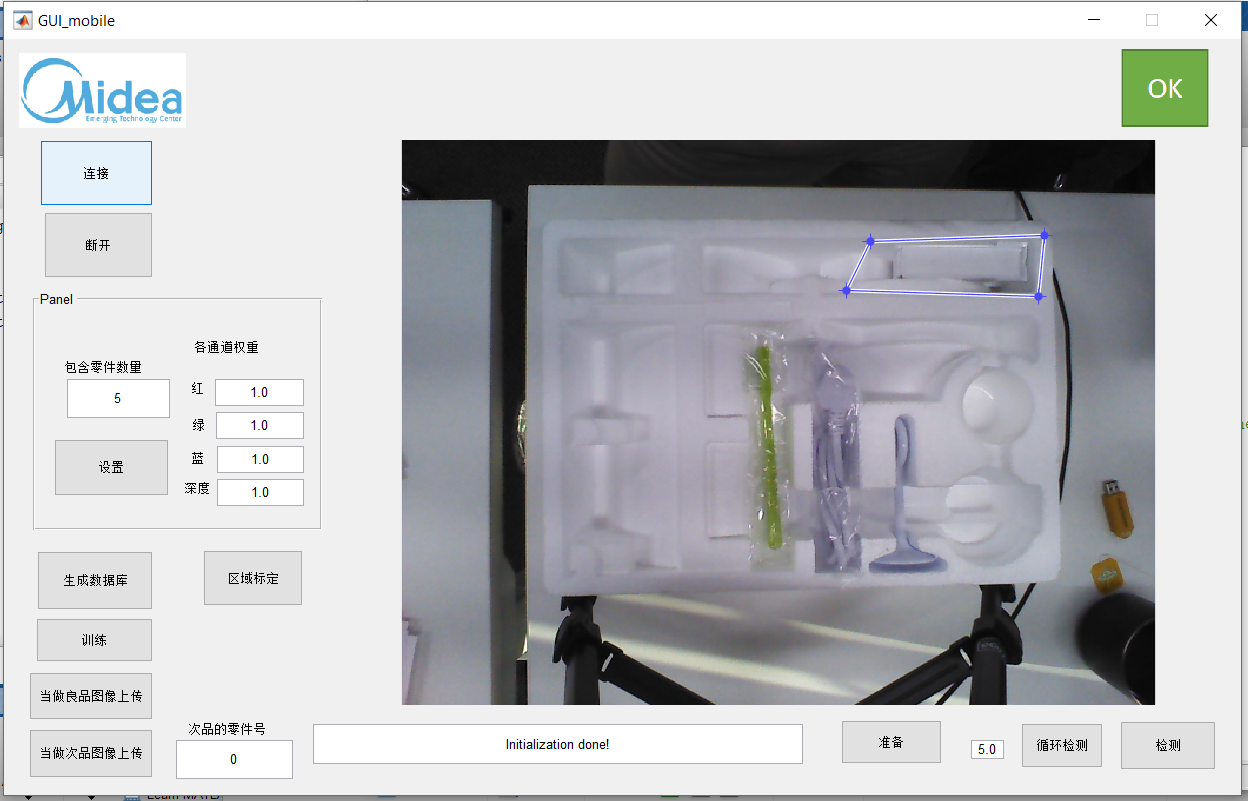 GUI_mobile
Midea
Emerging Technology Center
OK
连接
断开
Panel
各通道权重
包含零件数量
红 1.0
5
绿 1.0
蓝 1.0
设置
深度 1.0
生成数据库
区域标定
训练
当做良品图像上传
次品的零件号
当做次品图像上传
0
Initialization done!
准备
5.0
循环检测
检测